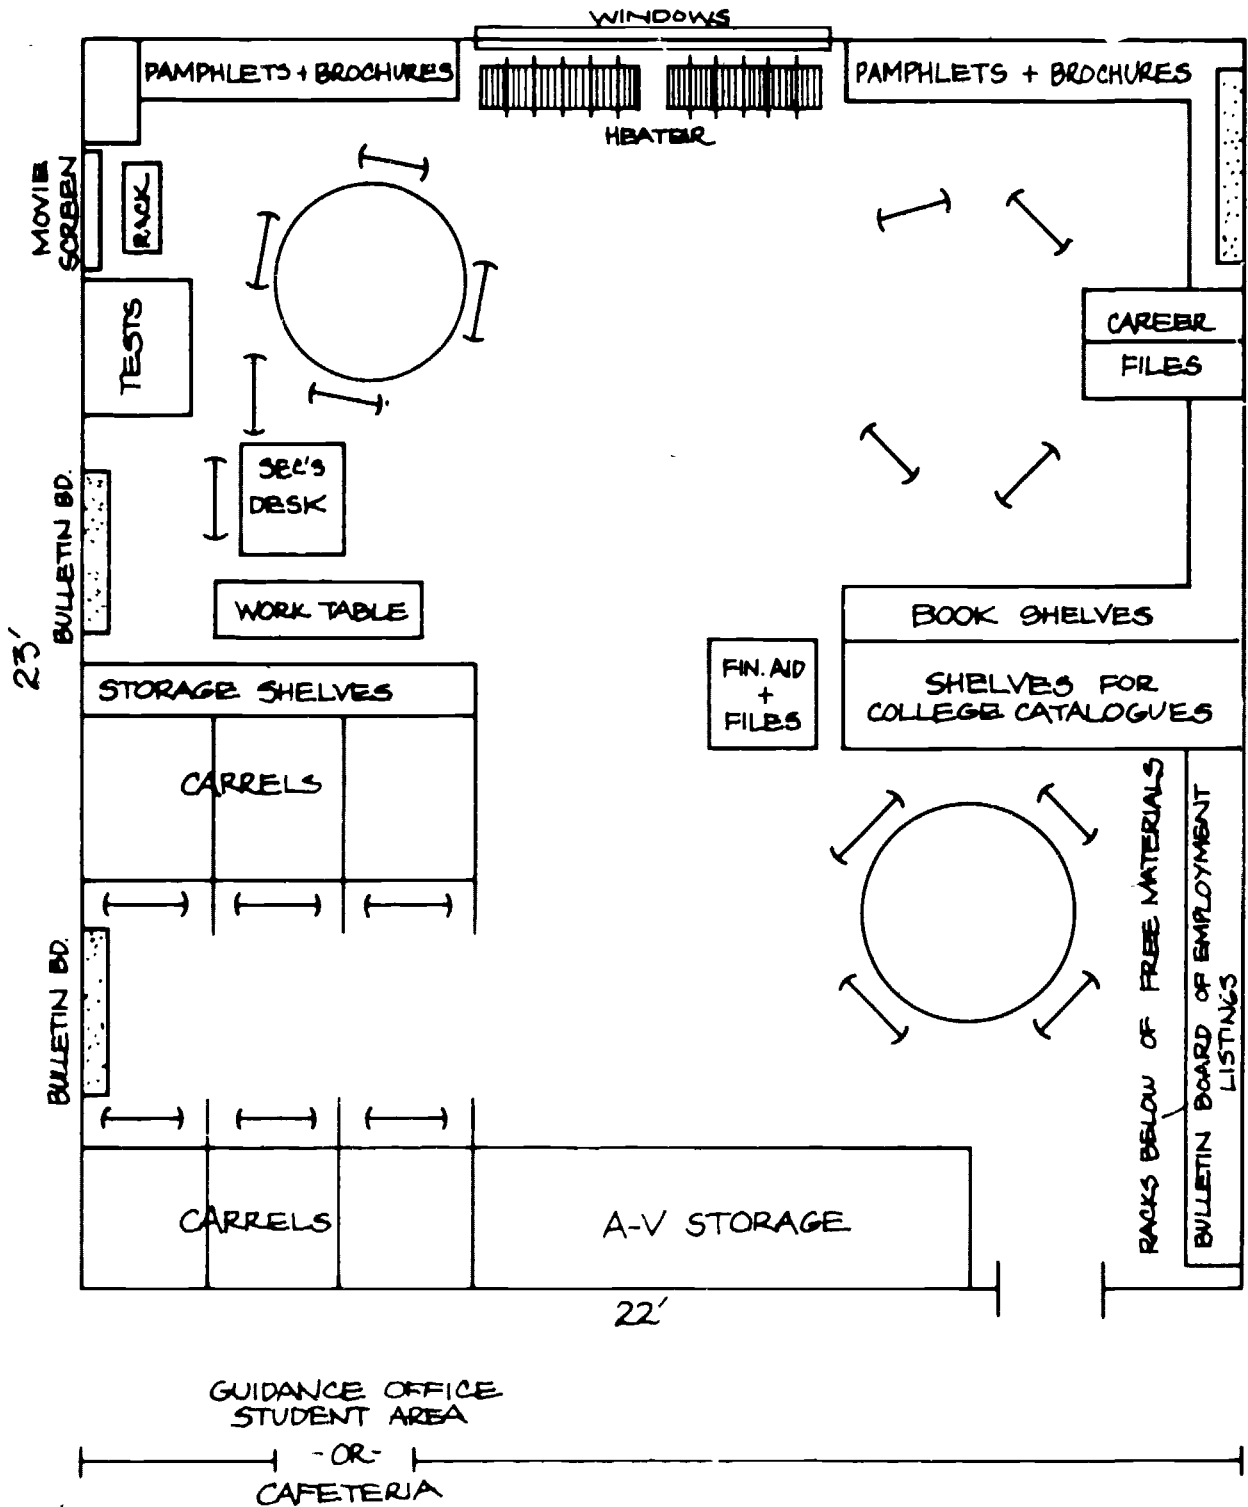 WINDOWS
PAMPHLETS + BROCHURES
PAMPHLETS + BROCHURES
HEATER
MOVIE
SCREEN
RACK
TESTS
CAREER
FILES
SEC'S
DESK
BULLETIN BD.
WORK TABLE
BOOK SHELVES
23'
FIN. AID
+
FILES
SHELVES FOR
COLLEGE CATALOGUES
STORAGE SHELVES
CARRELS
RACKS BELOW OF FREE MATERIALS
BULLETIN BOARD OF EMPLOYMENT
LISTINGS
BULLETIN BD.
CARRELS
A-V STORAGE
22'
GUIDANCE OFFICE
STUDENT AREA
-OR-
CAFETERIA